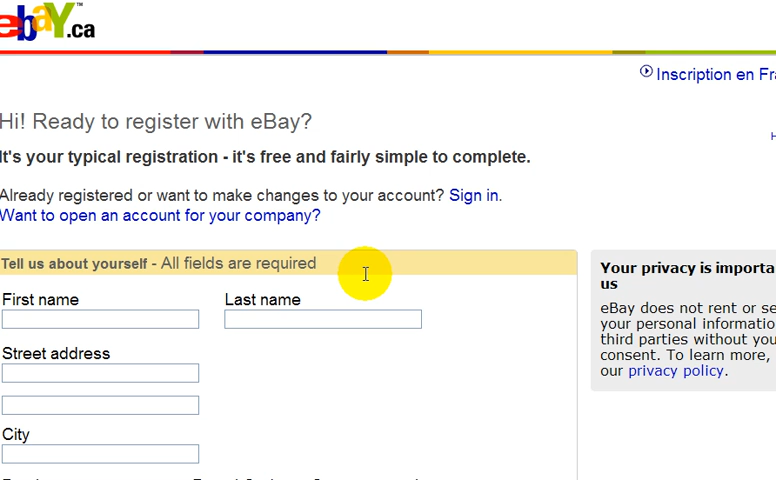 ebaY™.ca
Inscription en Fra
Hi! Ready to register with eBay?
It's your typical registration - it's free and fairly simple to complete.
Already registered or want to make changes to your account? Sign in.
Want to open an account for your company?
Tell us about yourself - All fields are required
First name Last name
Street address
City
Your privacy is importa
us
eBay does not rent or se
your personal informatio
third parties without you
consent. To learn more,
our privacy policy.